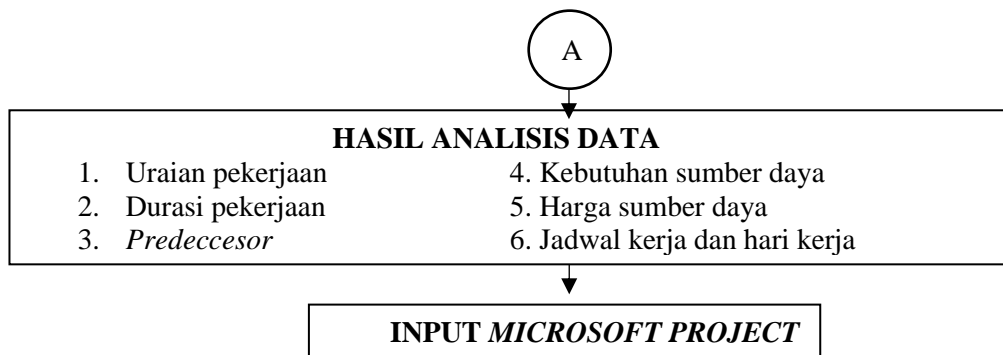 A
HASIL ANALISIS DATA
1. Uraian pekerjaan
2. Durasi pekerjaan
3. Predeccesor
4. Kebutuhan sumber daya
5. Harga sumber daya
6. Jadwal kerja dan hari kerja
INPUT MICROSOFT PROJECT